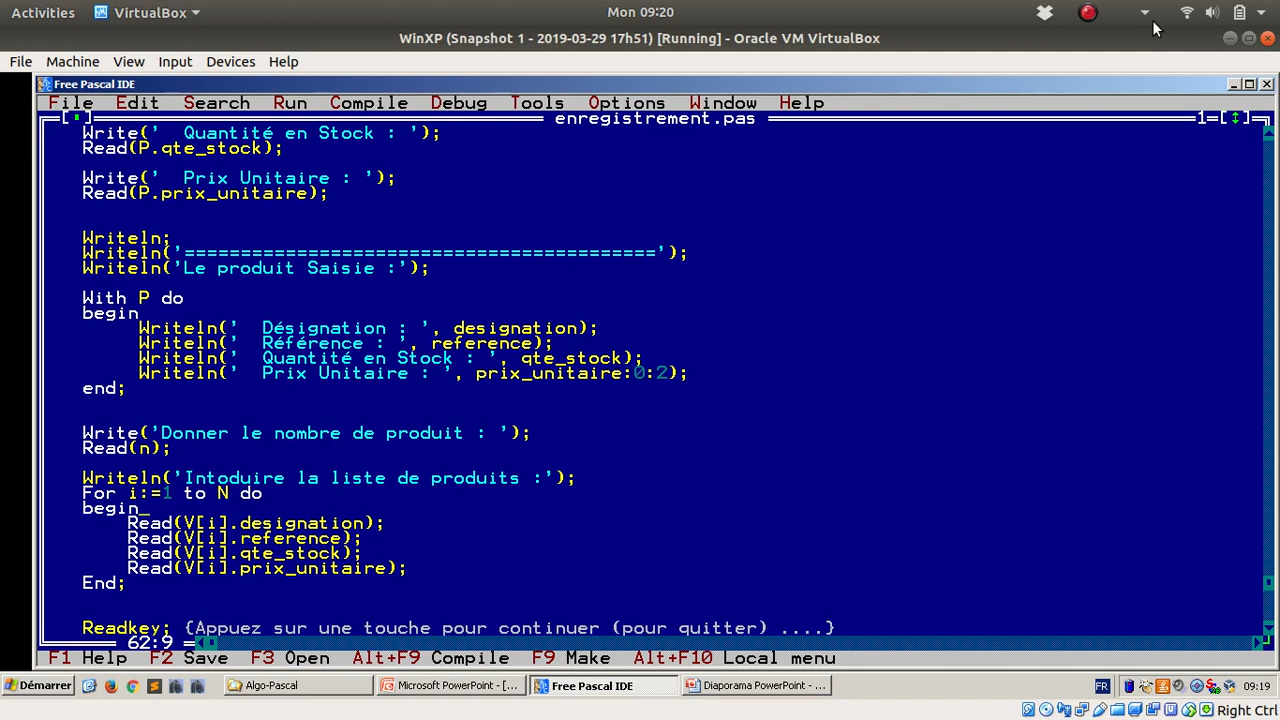 Activities VirtualBox Mon 09:20
WinXP (Snapshot 1 - 2019-03-29 17h51) [Running] - Oracle VM VirtualBox
File Machine View Input Devices Help
Free Pascal IDE
File Edit Search Run Compile Debug Tools Options Window Help
enregistrement.pas 1
Write('  Quantité en Stock : ');
Read(P.qte_stock);
Write('  Prix Unitaire : ');
Read(P.prix_unitaire);
Writeln;
Writeln('==========================================');
Writeln('Le produit Saisie :');
With P do
begin
Writeln('  Désignation : ', designation);
Writeln('  Référence : ', reference);
Writeln('  Quantité en Stock : ', qte_stock);
Writeln('  Prix Unitaire : ', prix_unitaire:0:2);
end;
Write('Donner le nombre de produit : ');
Read(n);
Writeln('Intoduire la liste de produits :');
For i:=1 to N do
begin
Read(V[i].designation);
Read(V[i].reference);
Read(V[i].qte_stock);
Read(V[i].prix_unitaire);
End;
Readkey; {Appuez sur une touche pour continuer (pour quitter) ....}
62:9
F1 Help F2 Save F3 Open Alt+F9 Compile F9 Make Alt+F10 Local menu
Démarrer Algo-Pascal Microsoft PowerPoint - [... Free Pascal IDE Diaporama PowerPoint - ... FR 09:19
Right Ctrl